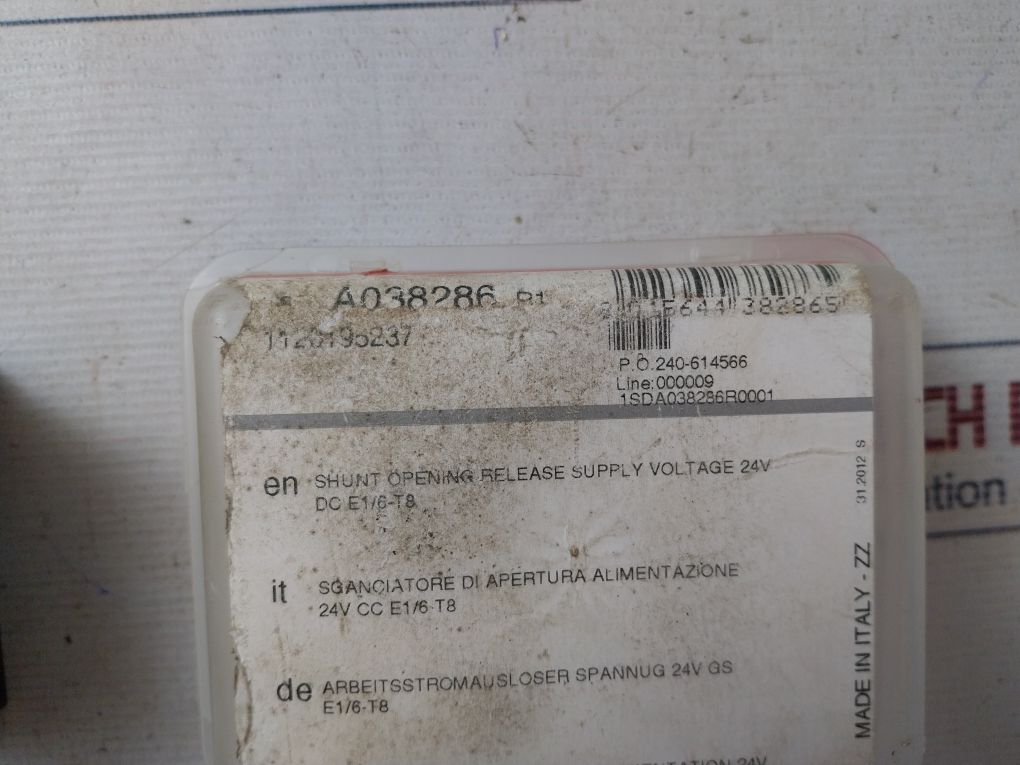 A038286 R1
1120195237
382865
P.O.240-614566
Line:000009
1SDA038286R0001
en SHUNT OPENING RELEASE SUPPLY VOLTAGE 24V
DC E1/6-T8
it SGANCIATORE DI APERTURA ALIMENTAZIONE
24V CC E1/6-T8
de ARBEITSSTROMAUSLOSER SPANNUG 24V GS
E1/6-T8
24V
MADE IN ITALY - ZZ 31.2012 S